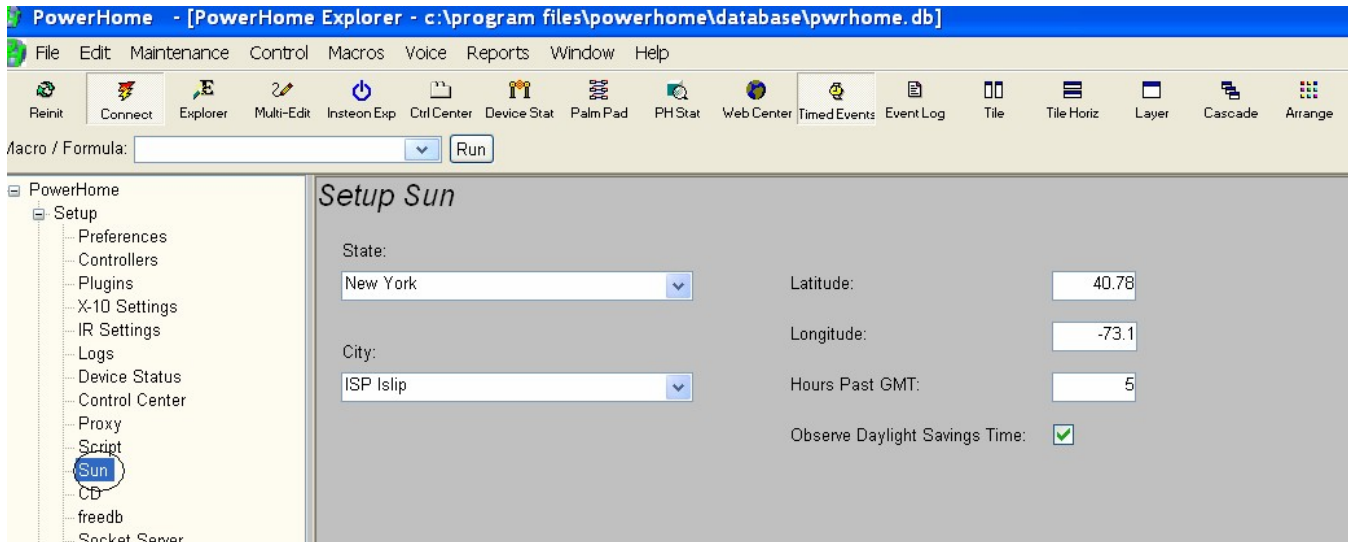 PowerHome - [PowerHome Explorer - c:\program files\powerhome\database\pwrhome.db]
File Edit Maintenance Control Macros Voice Reports Window Help
Reinit Connect Explorer Multi-Edit Insteon Exp Ctrl Center Device Stat Palm Pad PH Stat Web Center Timed Events Event Log Tile Tile Horiz Layer Cascade Arrange
Macro / Formula: Run
PowerHome
Setup
Preferences
Controllers
Plugins
X-10 Settings
IR Settings
Logs
Device Status
Control Center
Proxy
Script
Sun
CD
freedb
Socket Server
Setup Sun
State:
New York
City:
ISP Islip
Latitude: 40.78
Longitude: -73.1
Hours Past GMT: 5
Observe Daylight Savings Time: